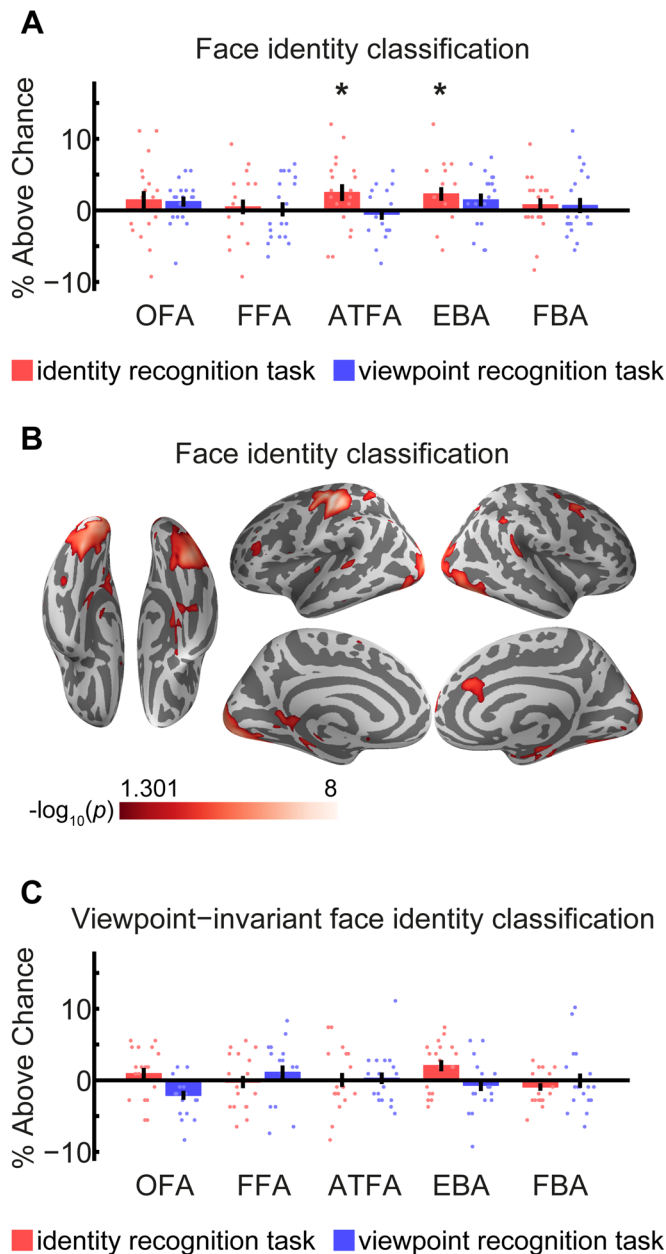 A
Face identity classification
* *
% Above Chance
10
0
−10
OFA FFA ATFA EBA FBA
identity recognition task viewpoint recognition task
B
Face identity classification
1.301 8
-log10(p)
C
Viewpoint−invariant face identity classification
% Above Chance
10
0
−10
OFA FFA ATFA EBA FBA
identity recognition task viewpoint recognition task